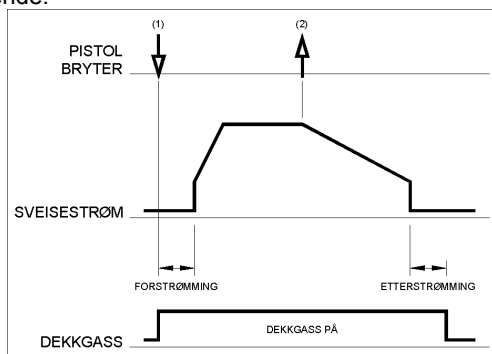 (1)
(2)
PISTOL
BRYTER
SVEISESTRØM
FORSTRØMMING
ETTERSTRØMMING
DEKKGASS PÅ
DEKKGASS